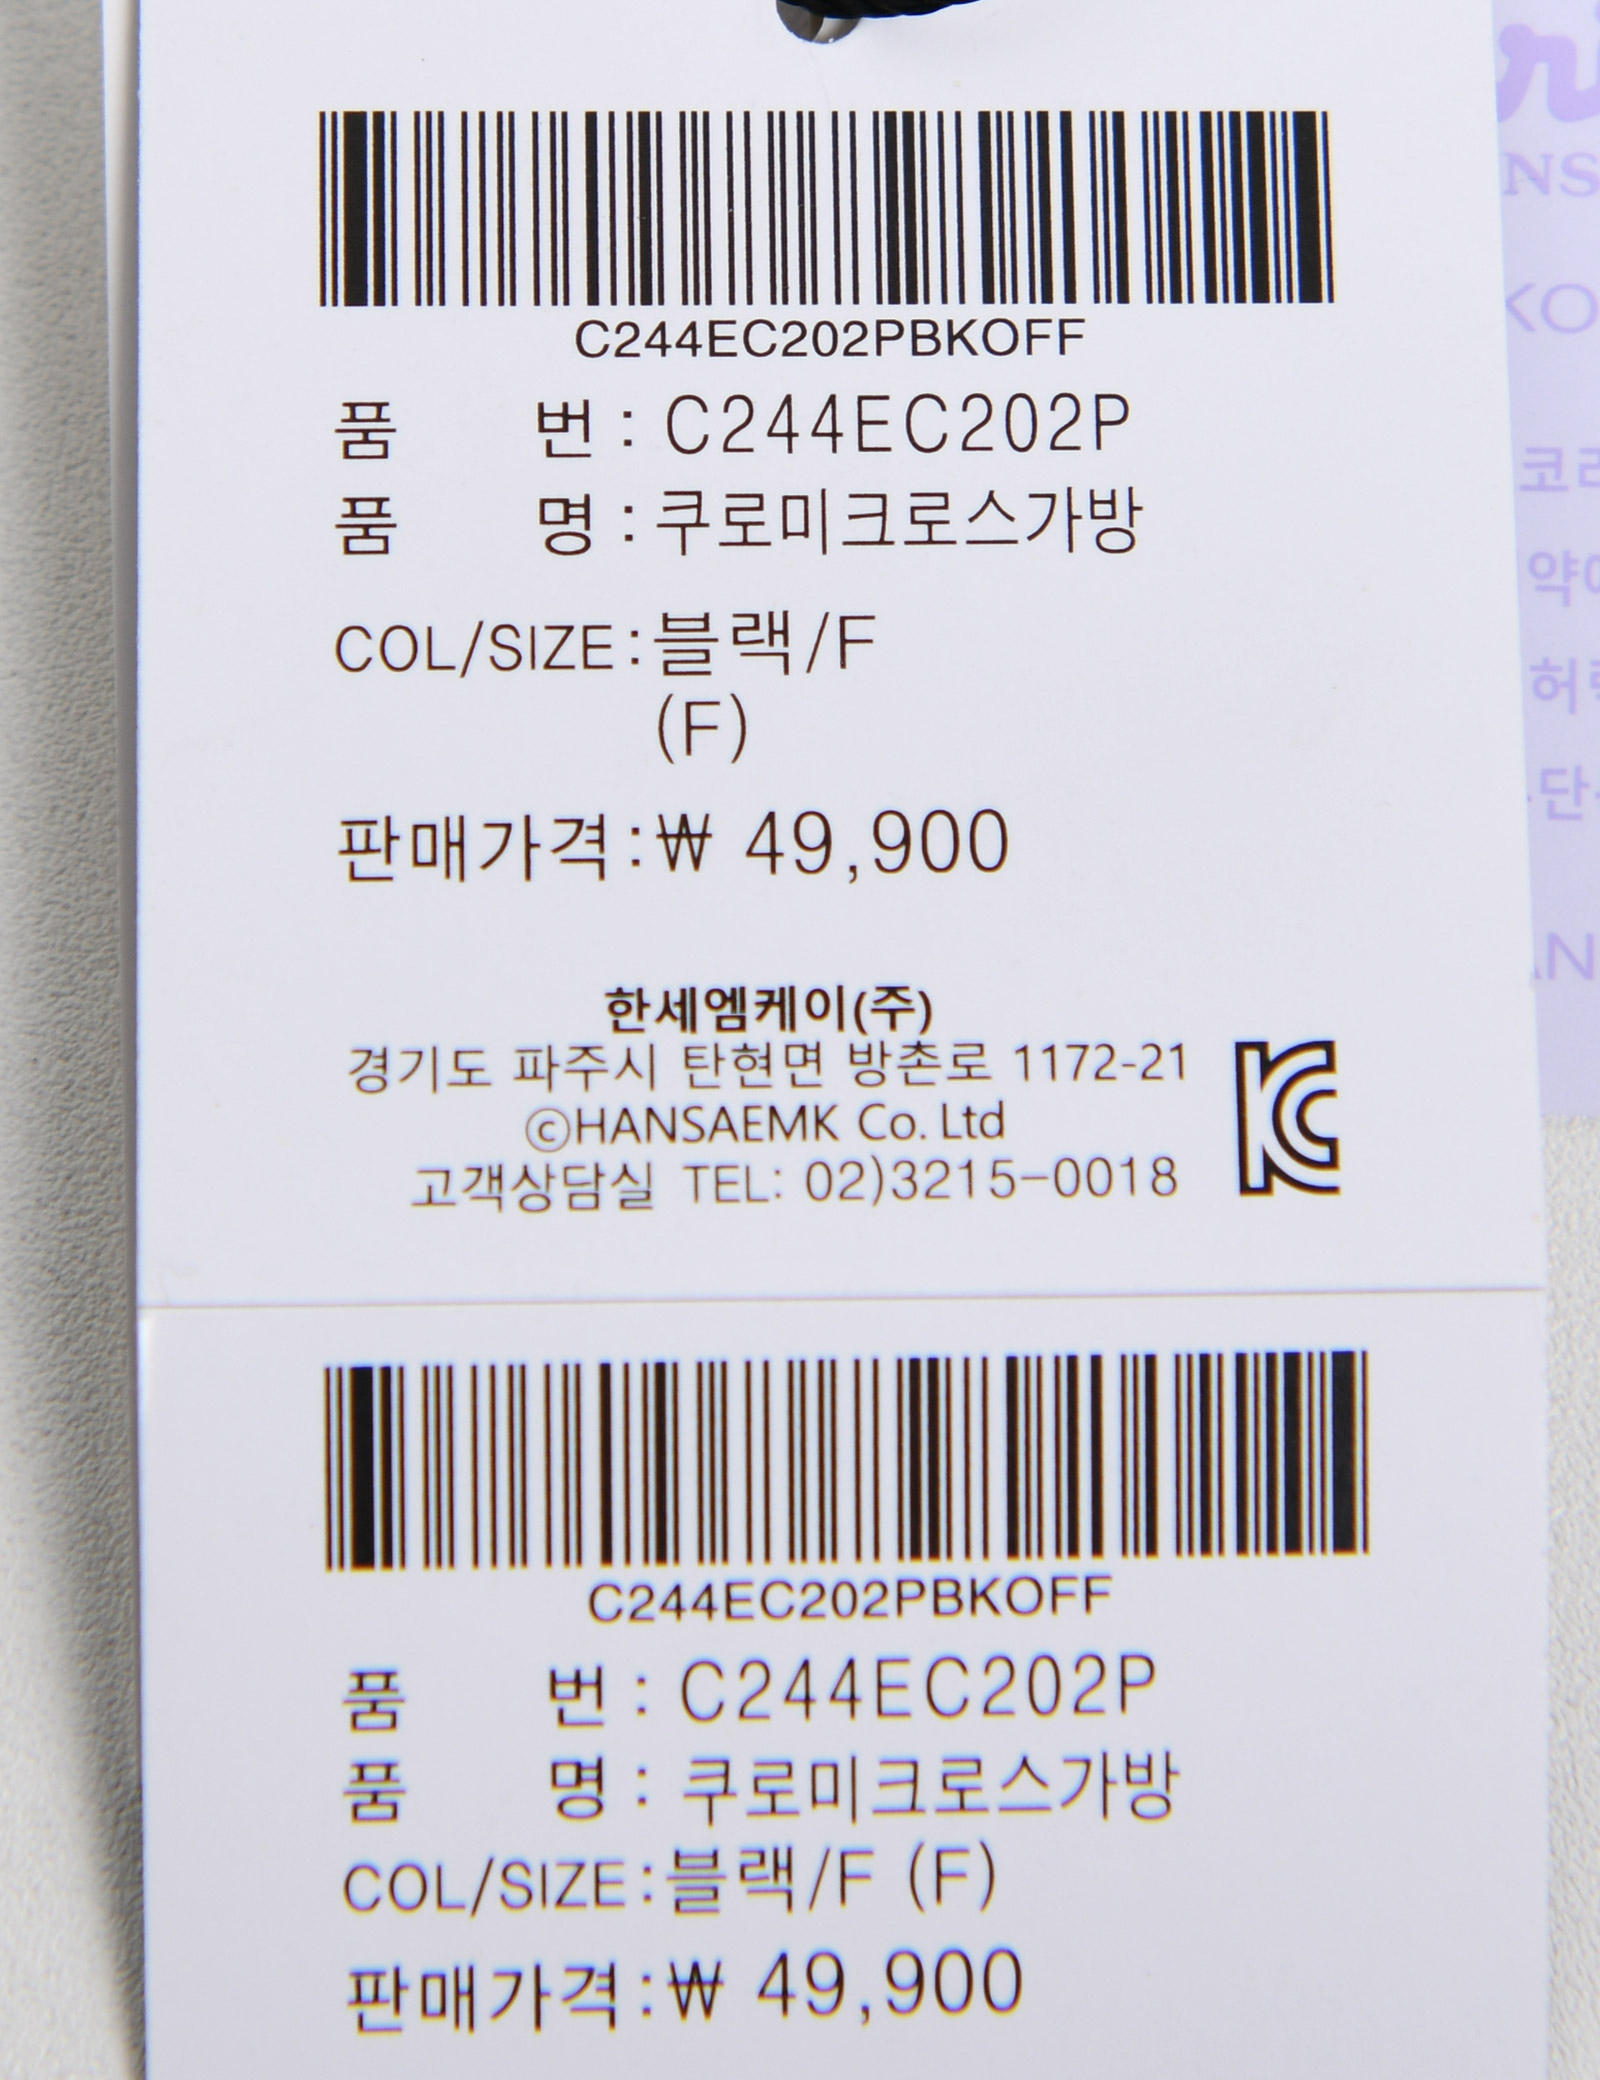 C244EC202PBKOFF
품 번 : C244EC202P
품 명 : 쿠로미크로스가방
COL/SIZE : 블랙/F
(F)
판매가격 : ₩ 49,900
한세엠케이(주)
경기도 파주시 탄현면 방촌로 1172-21
ⓒHANSAEMK Co. Ltd
고객상담실 TEL: 02)3215-0018
C244EC202PBKOFF
품 번 : C244EC202P
품 명 : 쿠로미크로스가방
COL/SIZE : 블랙/F (F)
판매가격 : ₩ 49,900